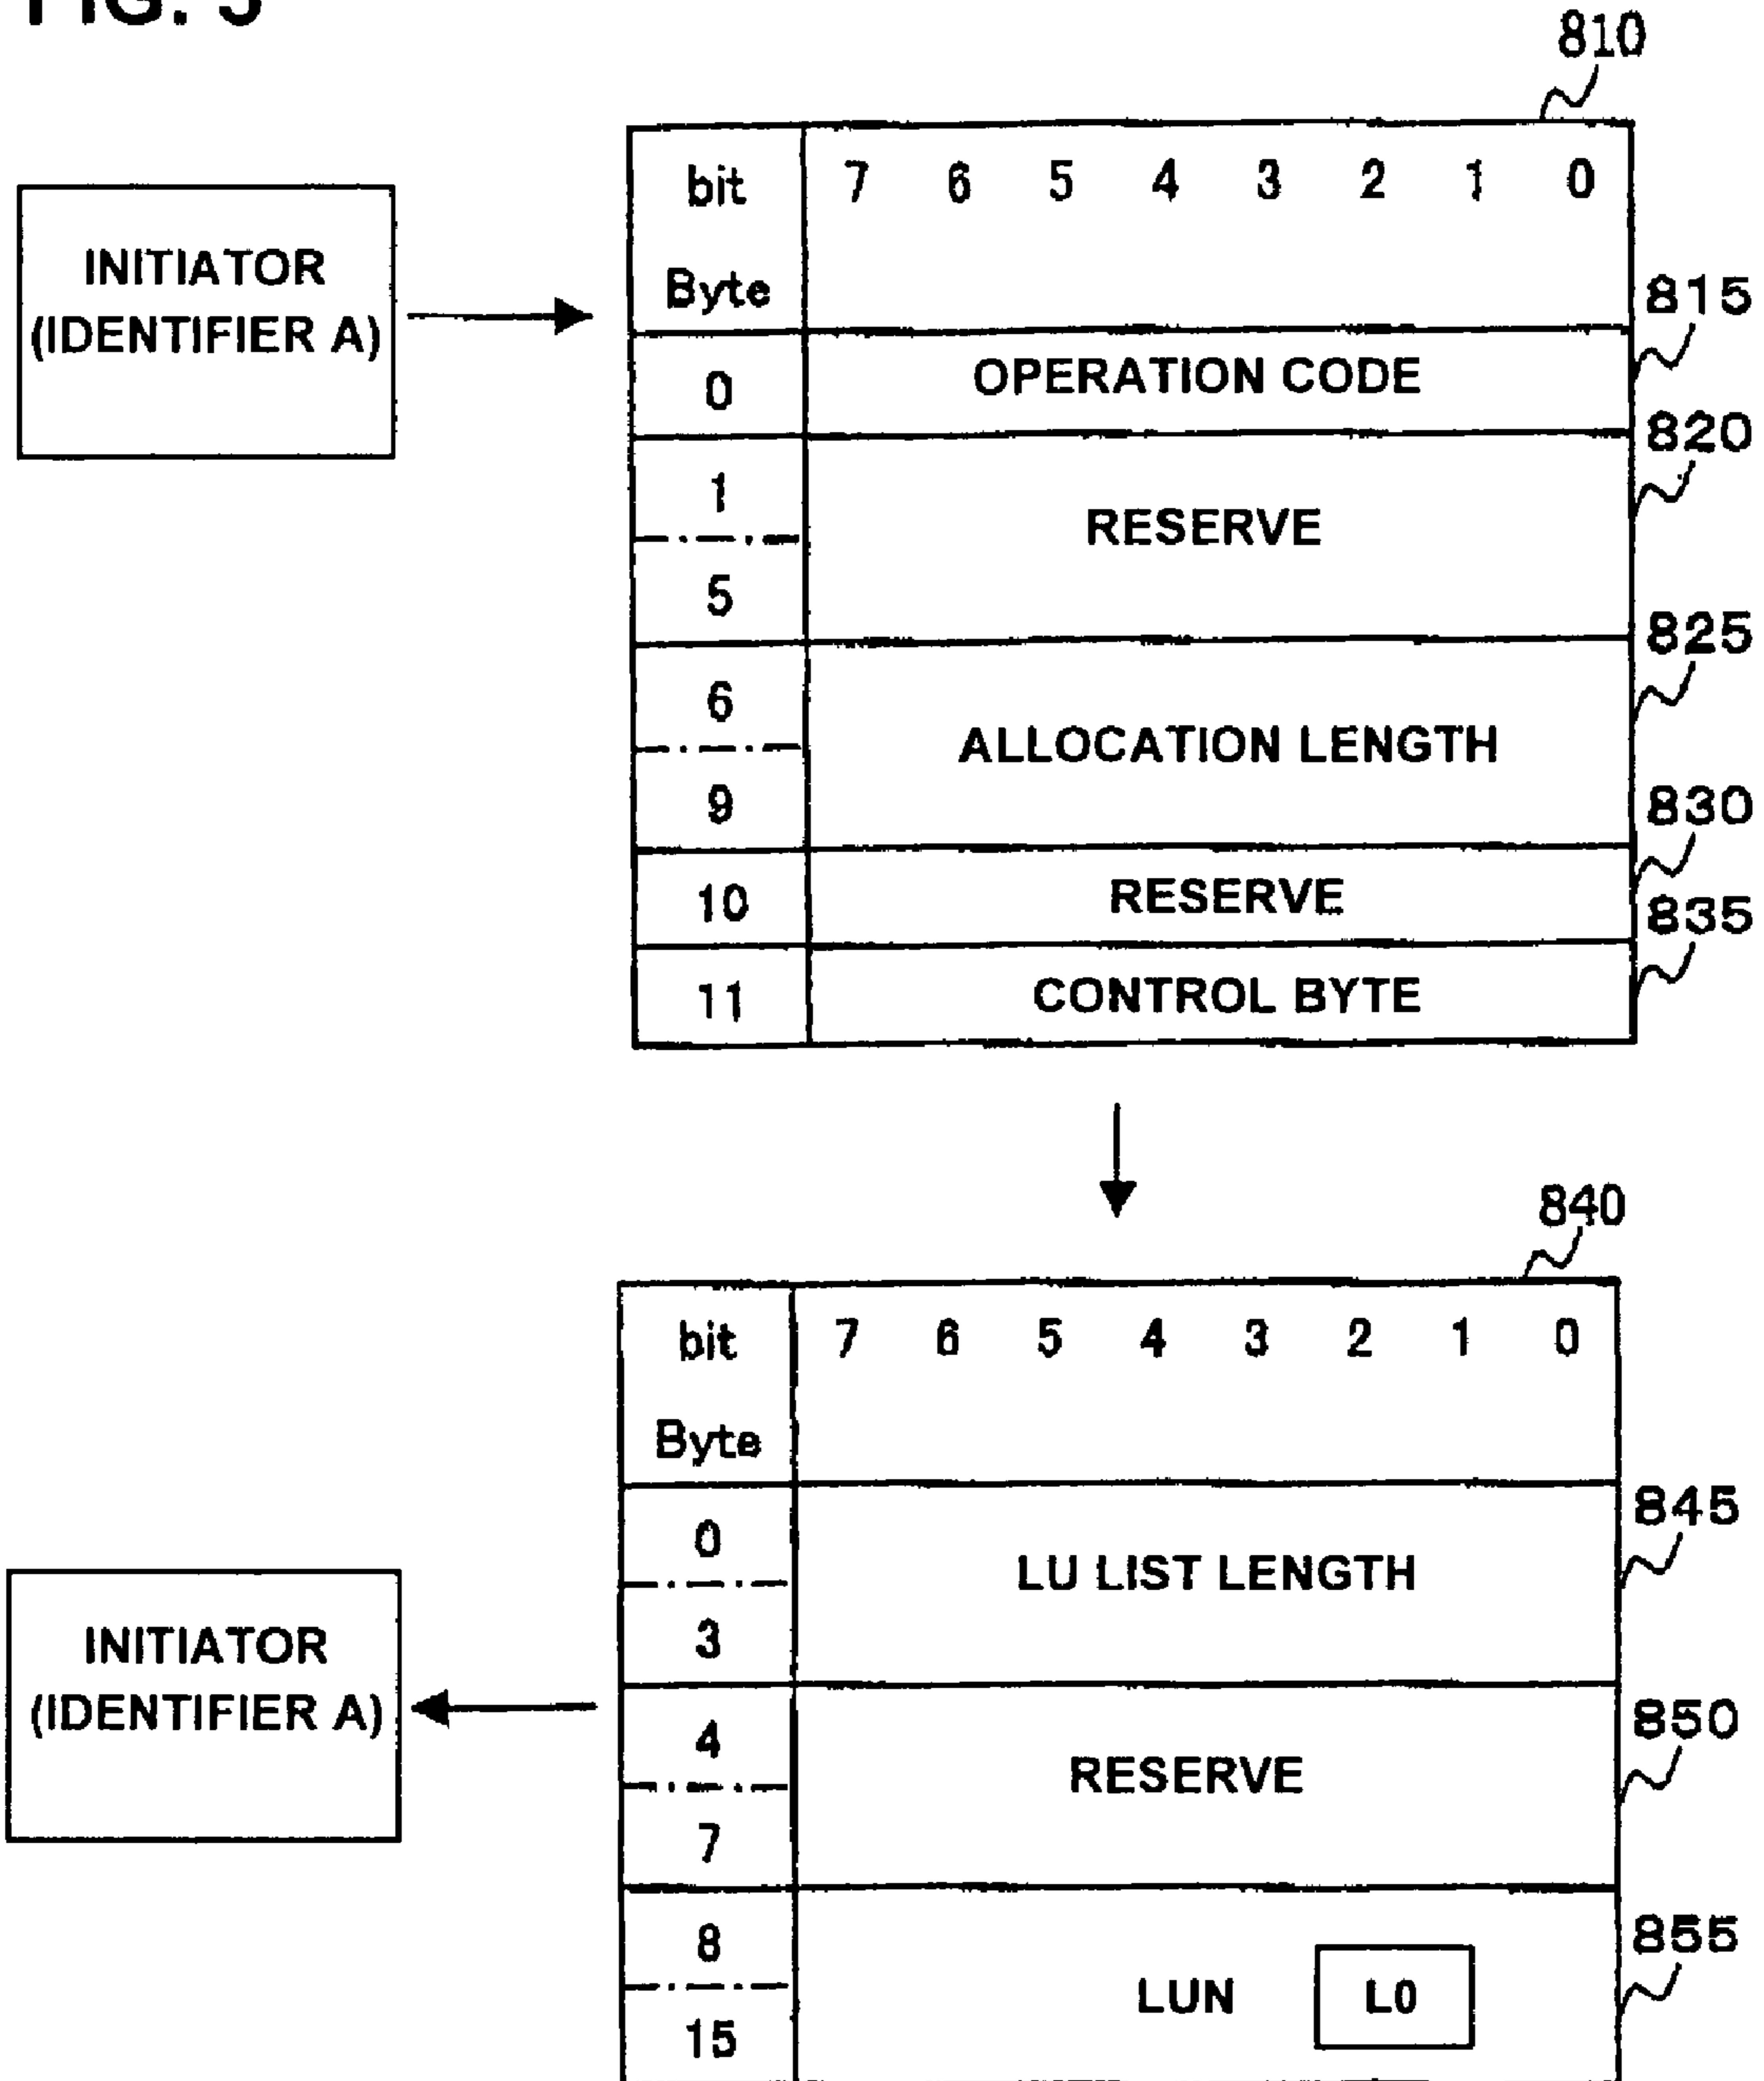 FIG. 5
810
bit 7 6 5 4 3 2 1 0
Byte
INITIATOR
(IDENTIFIER A)
815
0 OPERATION CODE
820
1
RESERVE
5
825
6
ALLOCATION LENGTH
9
830
10 RESERVE
835
11 CONTROL BYTE
840
bit 7 6 5 4 3 2 1 0
Byte
845
0
LU LIST LENGTH
3
INITIATOR
(IDENTIFIER A)
850
4
RESERVE
7
855
8
LUN L0
15